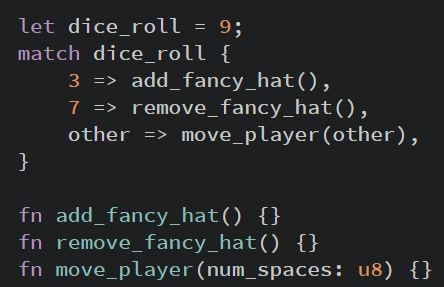 let dice_roll = 9;
match dice_roll {
    3 => add_fancy_hat(),
    7 => remove_fancy_hat(),
    other => move_player(other),
}

fn add_fancy_hat() {}
fn remove_fancy_hat() {}
fn move_player(num_spaces: u8) {}